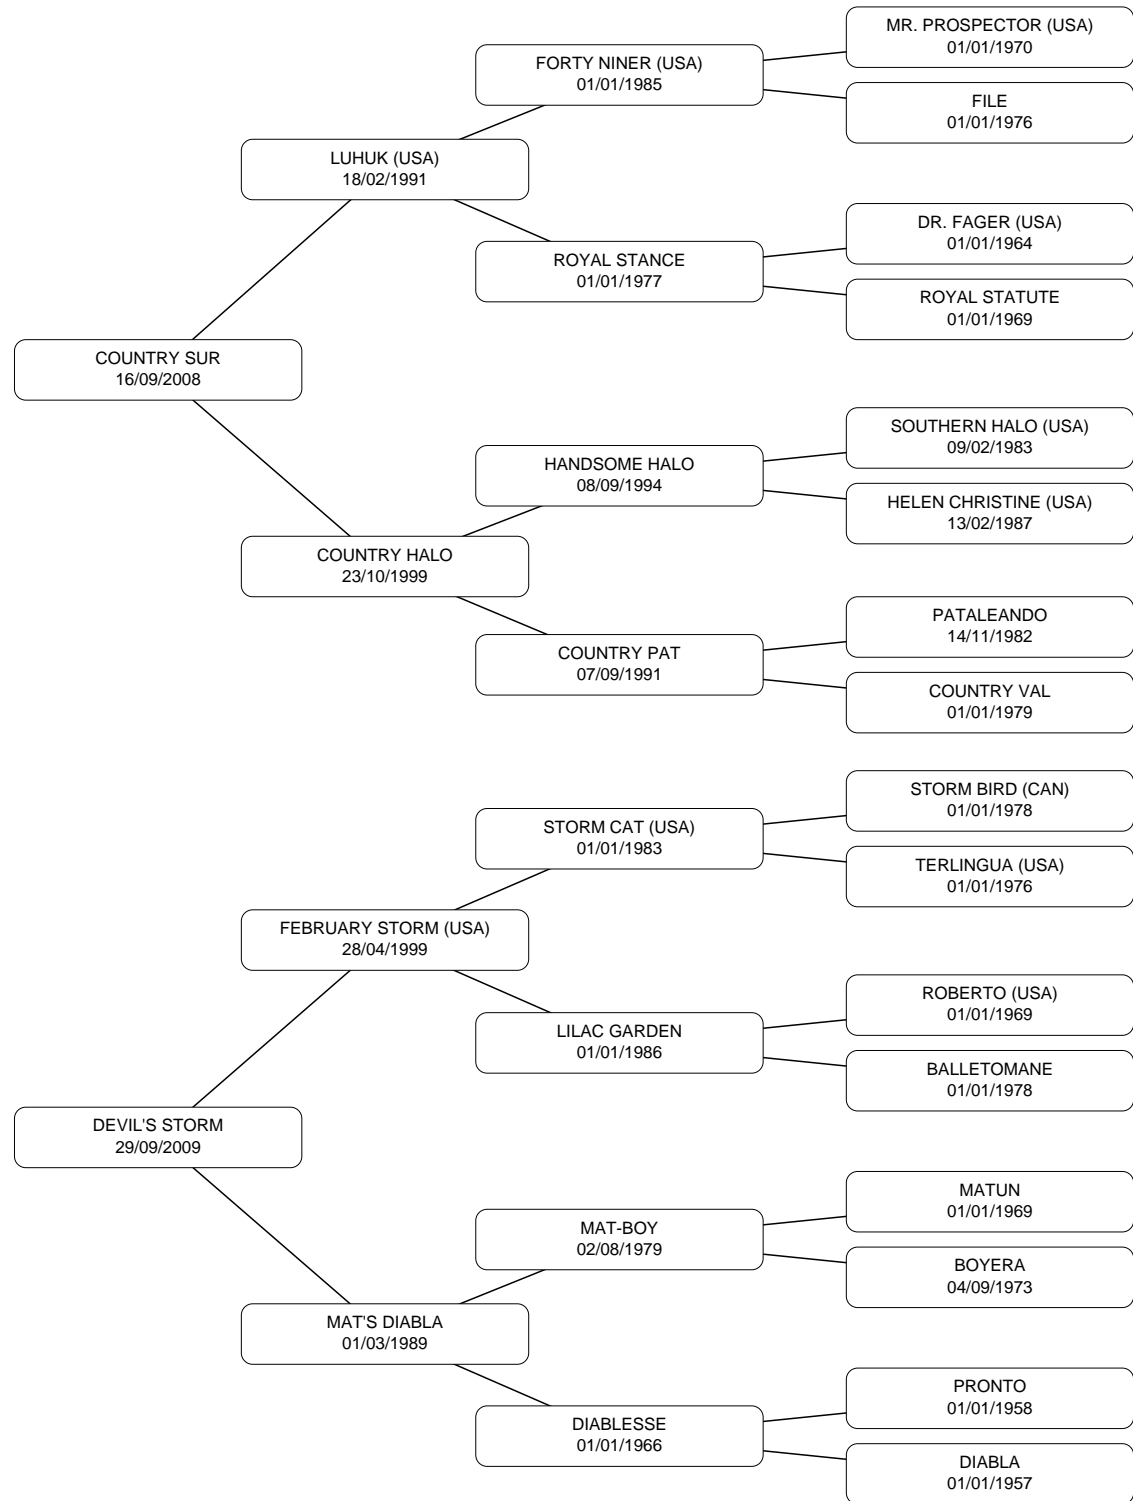 MR. PROSPECTOR (USA)
01/01/1970
FORTY NINER (USA)
01/01/1985
FILE
01/01/1976
LUHUK (USA)
18/02/1991
DR. FAGER (USA)
01/01/1964
ROYAL STANCE
01/01/1977
ROYAL STATUTE
01/01/1969
COUNTRY SUR
16/09/2008
SOUTHERN HALO (USA)
09/02/1983
HANDSOME HALO
08/09/1994
HELEN CHRISTINE (USA)
13/02/1987
COUNTRY HALO
23/10/1999
PATALEANDO
14/11/1982
COUNTRY PAT
07/09/1991
COUNTRY VAL
01/01/1979
STORM BIRD (CAN)
01/01/1978
STORM CAT (USA)
01/01/1983
TERLINGUA (USA)
01/01/1976
FEBRUARY STORM (USA)
28/04/1999
ROBERTO (USA)
01/01/1969
LILAC GARDEN
01/01/1986
BALLETOMANE
01/01/1978
DEVIL'S STORM
29/09/2009
MATUN
01/01/1969
MAT-BOY
02/08/1979
BOYERA
04/09/1973
MAT'S DIABLA
01/03/1989
PRONTO
01/01/1958
DIABLESSE
01/01/1966
DIABLA
01/01/1957